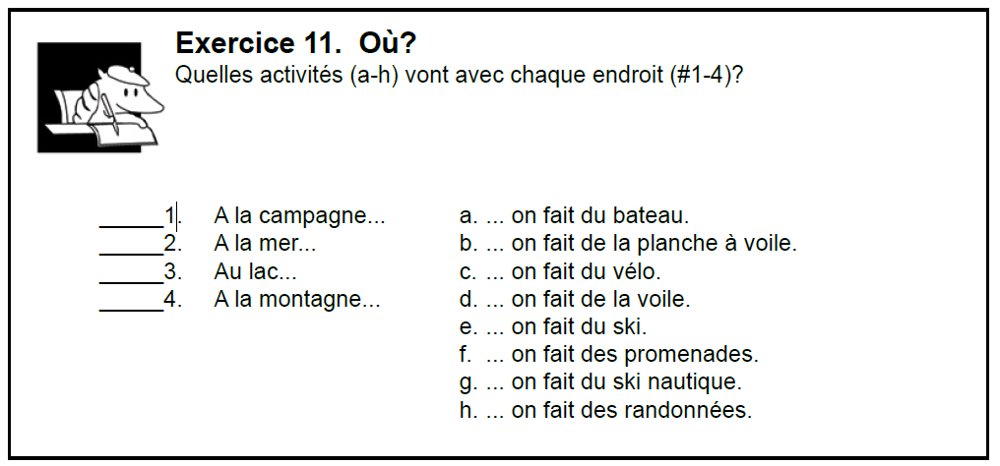 Exercice 11. Où?
Quelles activités (a-h) vont avec chaque endroit (#1-4)?
_____1. A la campagne... a. ... on fait du bateau.
_____2. A la mer... b. ... on fait de la planche à voile.
_____3. Au lac... c. ... on fait du vélo.
_____4. A la montagne... d. ... on fait de la voile.
e. ... on fait du ski.
f. ... on fait des promenades.
g. ... on fait du ski nautique.
h. ... on fait des randonnées.